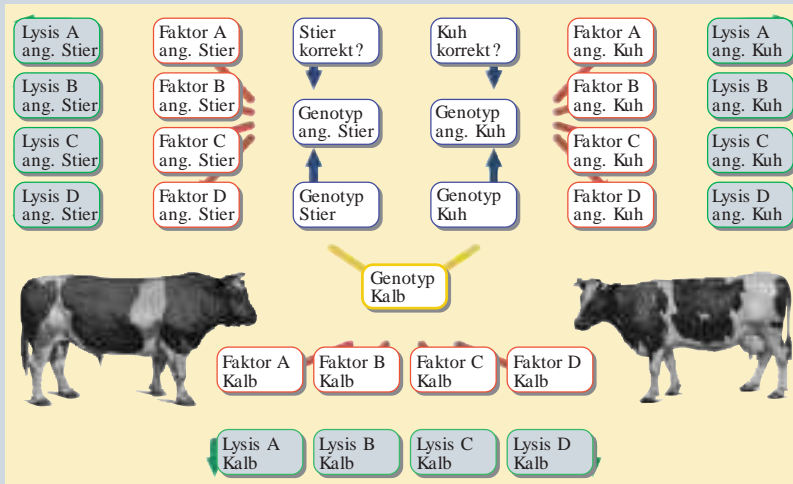 Lysis A
ang. Stier
Faktor A
ang. Stier
Stier
korrekt?
Kuh
korrekt?
Faktor A
ang. Kuh
Lysis A
ang. Kuh
Lysis B
ang. Stier
Faktor B
ang. Stier
Genotyp
ang. Stier
Genotyp
ang. Kuh
Faktor B
ang. Kuh
Lysis B
ang. Kuh
Lysis C
ang. Stier
Faktor C
ang. Stier
Faktor C
ang. Kuh
Lysis C
ang. Kuh
Lysis D
ang. Stier
Faktor D
ang. Stier
Genotyp
Stier
Genotyp
Kuh
Faktor D
ang. Kuh
Lysis D
ang. Kuh
Genotyp
Kalb
Faktor A
Kalb
Faktor B
Kalb
Faktor C
Kalb
Faktor D
Kalb
Lysis A
Kalb
Lysis B
Kalb
Lysis C
Kalb
Lysis D
Kalb